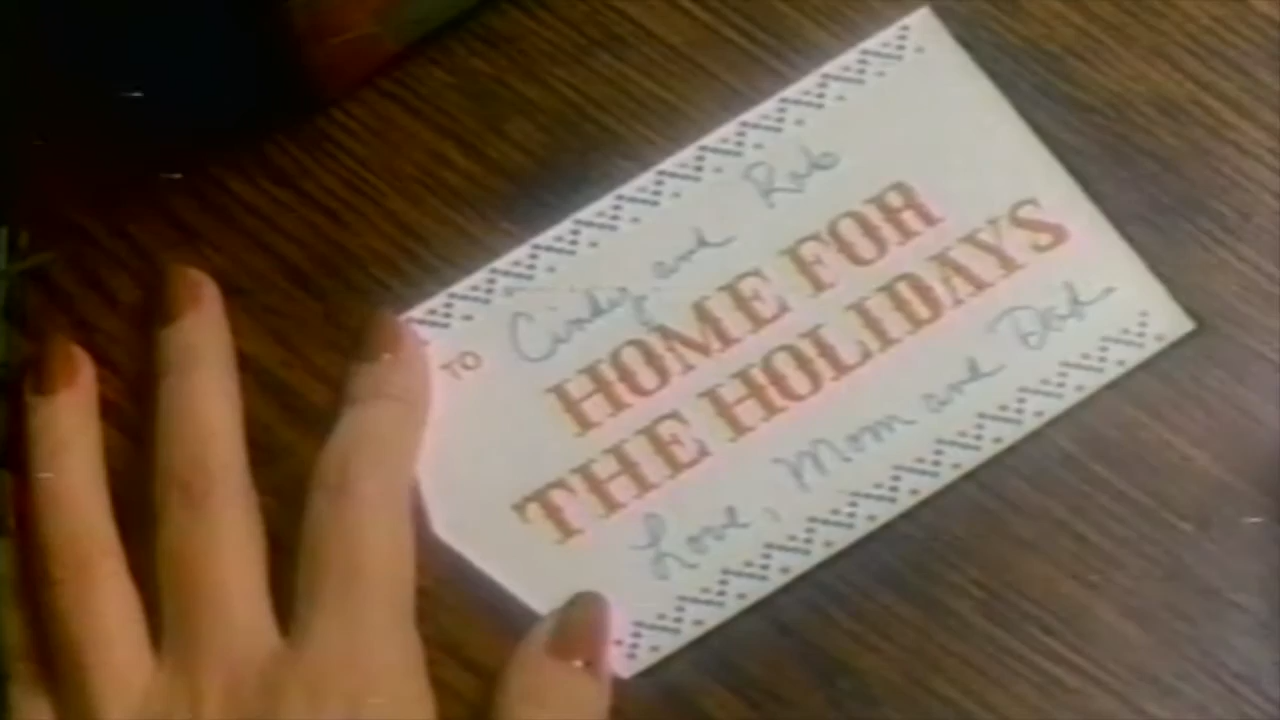 TO Cindy and Rob
HOME FOR
THE HOLIDAYS
Love, Mom and Dad